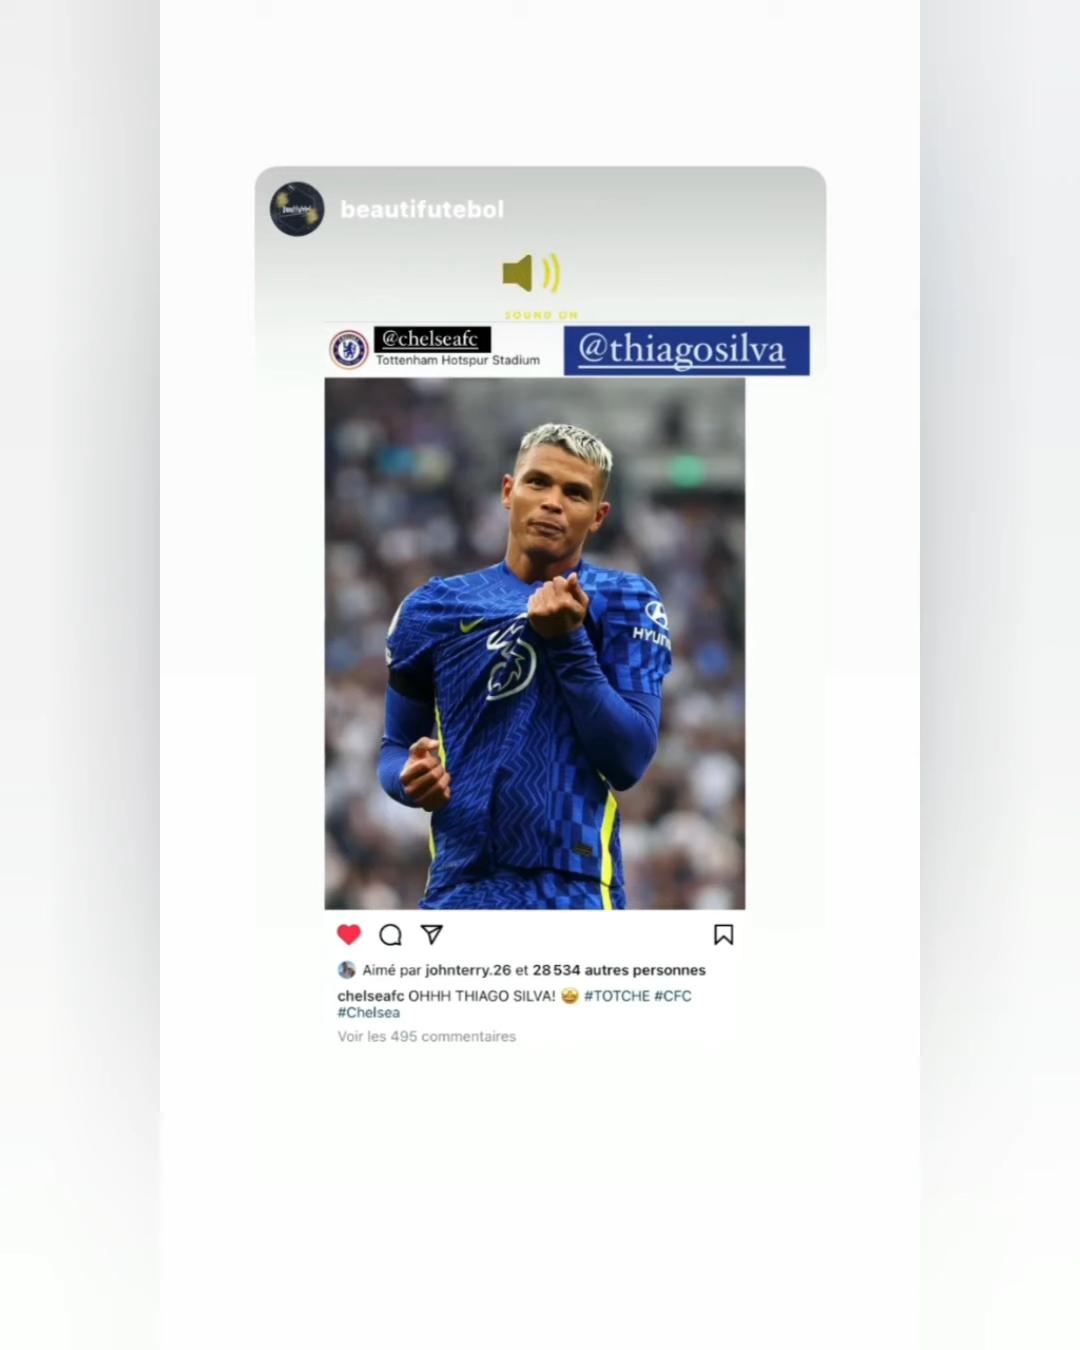 beautifutebol
SOUND ON
@chelseafc
@thiagosilva
Tottenham Hotspur Stadium
HYUN
Aimé par johnterry.26 et 28 534 autres personnes
chelseafc OHHH THIAGO SILVA! 🤩 #TOTCHE #CFC
#Chelsea
Voir les 495 commentaires